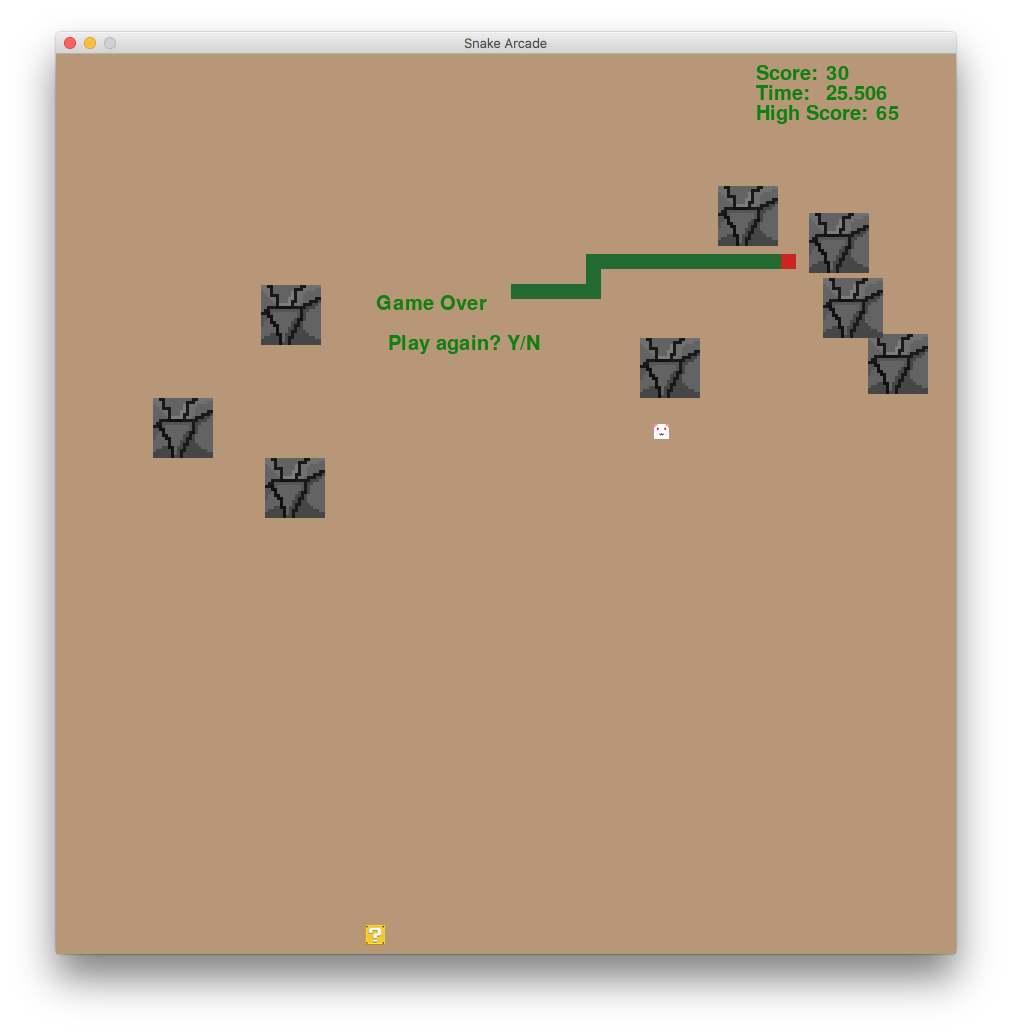 Snake Arcade
Score: 30
Time: 25.506
High Score: 65
Game Over
Play again? Y/N
?